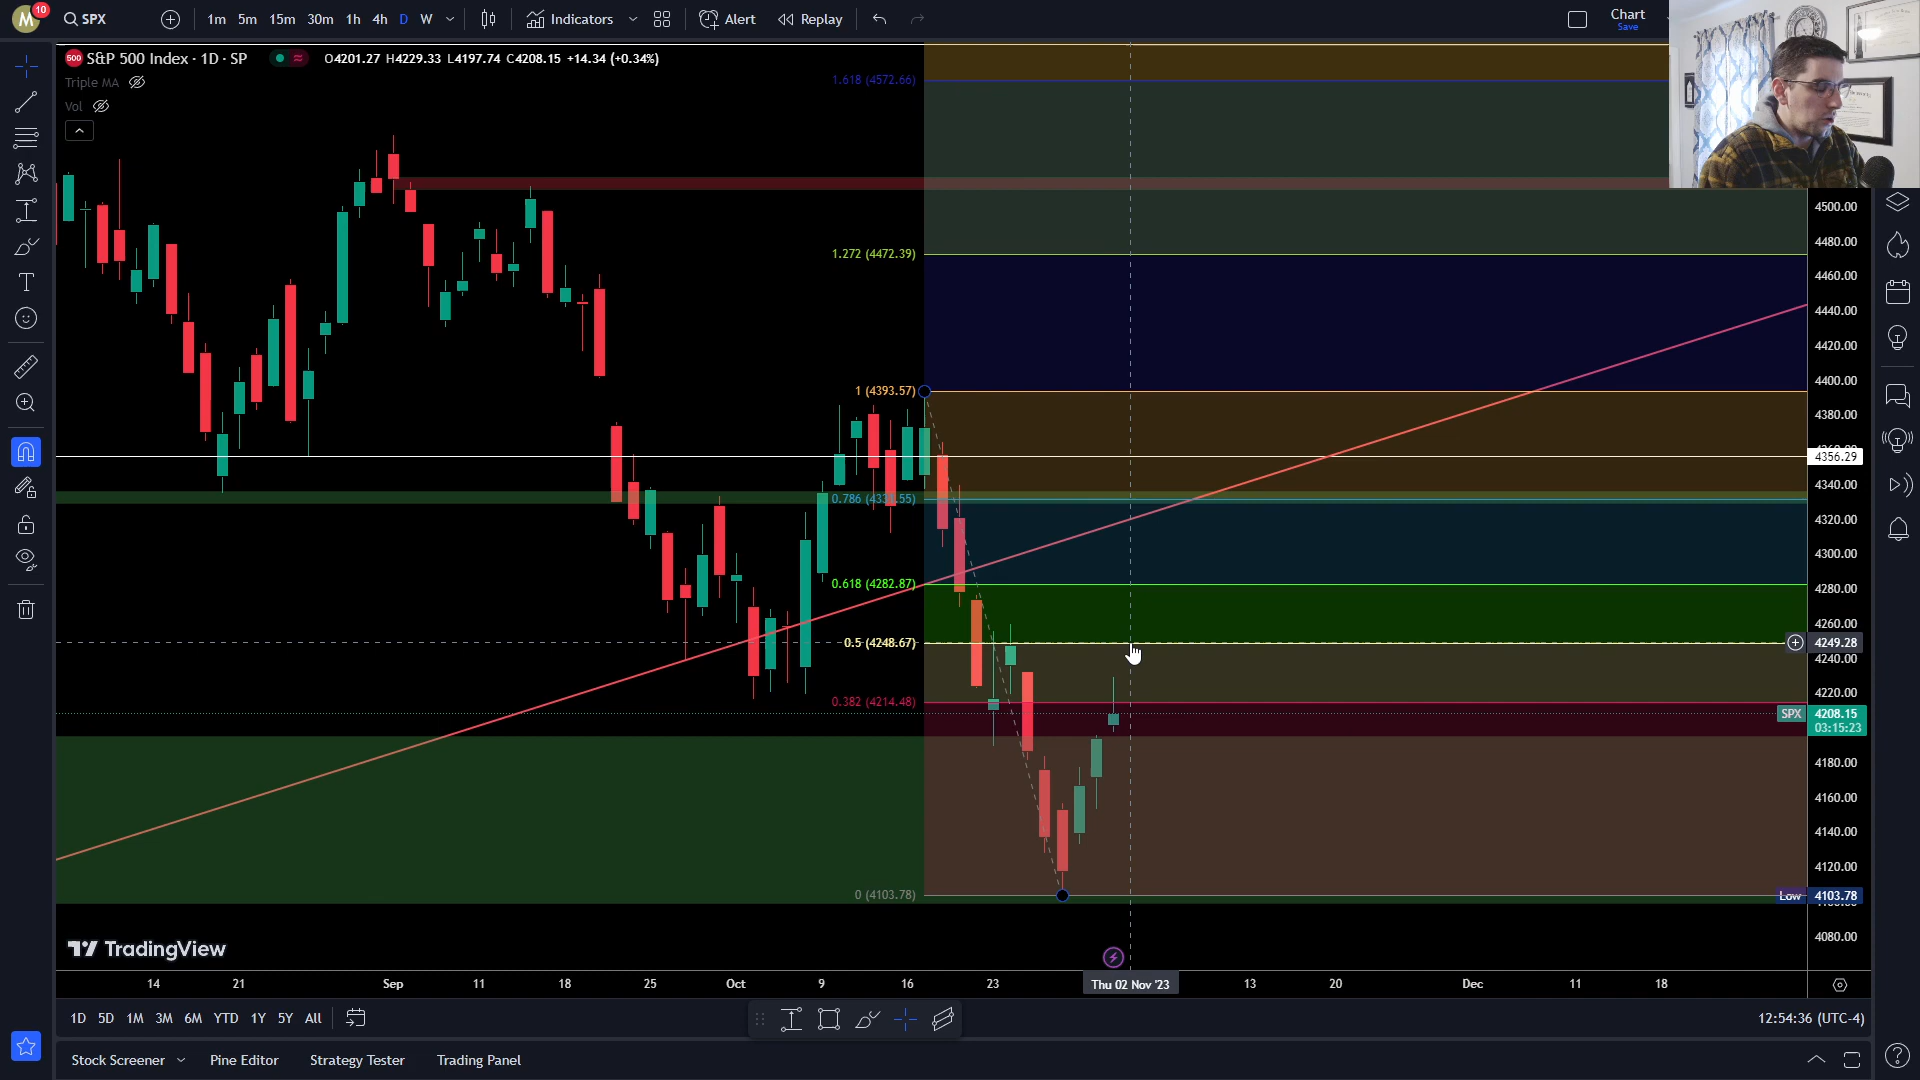 M
10
SPX
1m 5m 15m 30m 1h 4h D W
Indicators
Alert
Replay
Chart
Save
500
S&P 500 Index · 1D · SP
O4201.27 H4229.33 L4197.74 C4208.15 +14.34 (+0.34%)
Triple MA
Vol
1.618 (4572.66)
1.272 (4472.39)
1 (4393.57)
0.786 (4331.55)
0.618 (4282.87)
0.5 (4248.67)
0.382 (4214.48)
0 (4103.78)
4500.00
4480.00
4460.00
4440.00
4420.00
4400.00
4380.00
4356.29
4340.00
4320.00
4300.00
4280.00
4260.00
4249.28
4240.00
4220.00
SPX 4208.15
03:15:23
4180.00
4160.00
4140.00
4120.00
Low 4103.78
4080.00
TradingView
14 21 Sep 11 18 25 Oct 9 16 23 Thu 02 Nov '23 13 20 Dec 11 18
1D 5D 1M 3M 6M YTD 1Y 5Y All
12:54:36 (UTC-4)
Stock Screener Pine Editor Strategy Tester Trading Panel